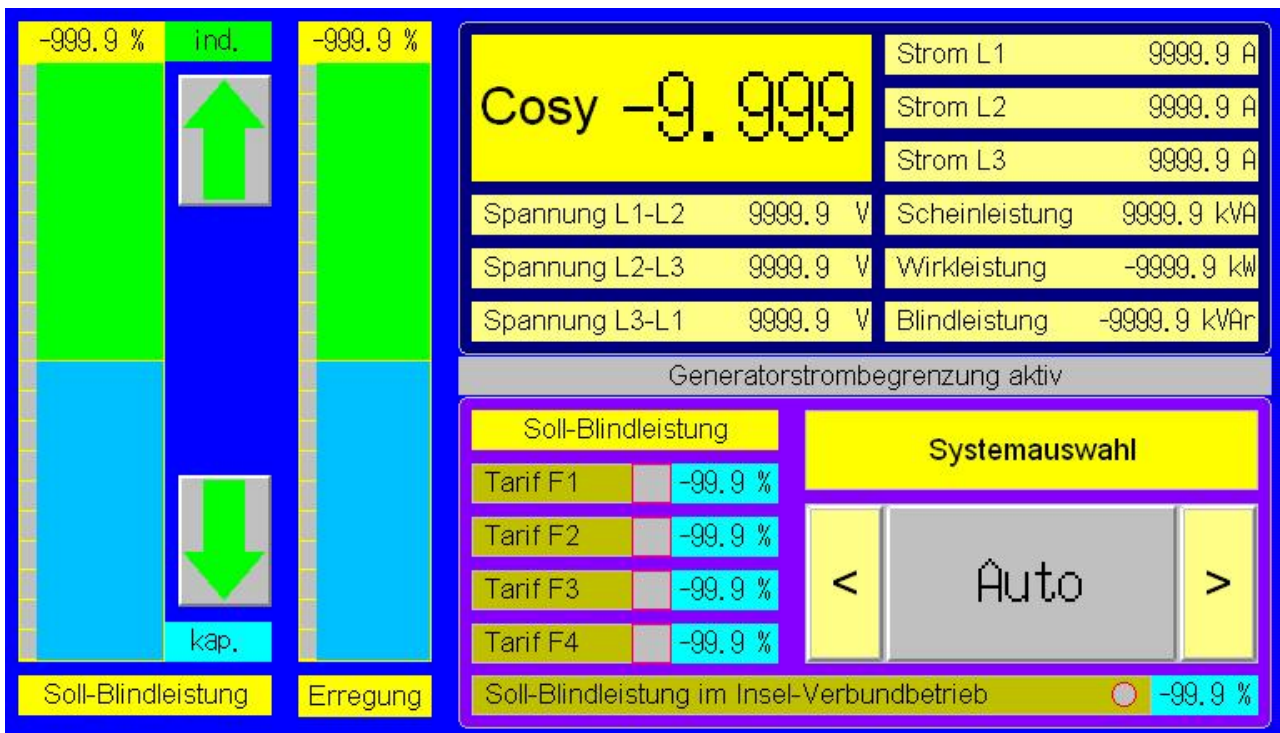 -999.9 %
ind.
-999.9 %
kap.
Soll-Blindleistung
Erregung
Cosy -9.999
Strom L1 9999.9 A
Strom L2 9999.9 A
Strom L3 9999.9 A
Spannung L1-L2 9999.9 V
Scheinleistung 9999.9 kVA
Spannung L2-L3 9999.9 V
Wirkleistung -9999.9 kW
Spannung L3-L1 9999.9 V
Blindleistung -9999.9 kVAr
Generatorstrombegrenzung aktiv
Soll-Blindleistung
Tarif F1 -99.9 %
Tarif F2 -99.9 %
Tarif F3 -99.9 %
Tarif F4 -99.9 %
Systemauswahl
< Auto >
Soll-Blindleistung im Insel-Verbundbetrieb -99.9 %